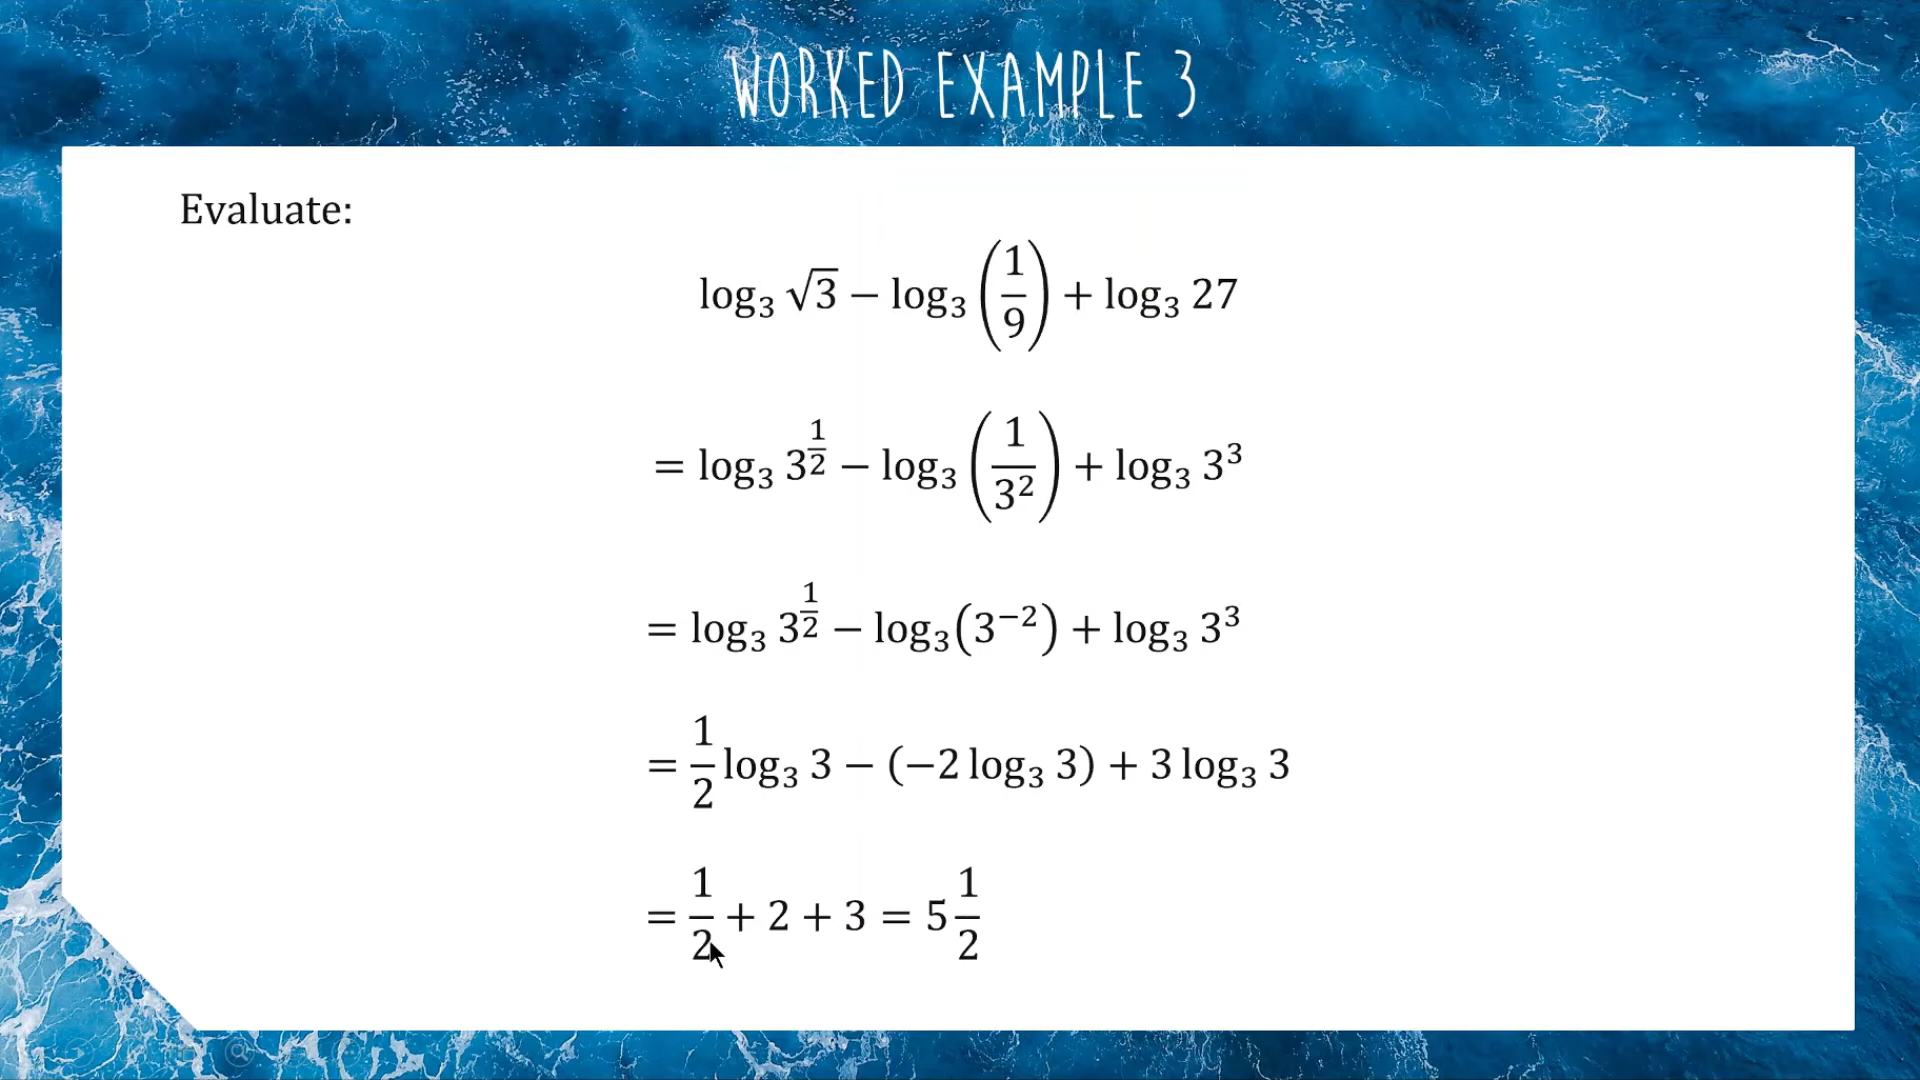 WORKED EXAMPLE 3
Evaluate:
log₃ √3 − log₃ (1/9) + log₃ 27
= log₃ 3^(1/2) − log₃ (1/3²) + log₃ 3³
= log₃ 3^(1/2) − log₃(3⁻²) + log₃ 3³
= 1/2 log₃ 3 − (−2 log₃ 3) + 3 log₃ 3
= 1/2 + 2 + 3 = 5 1/2